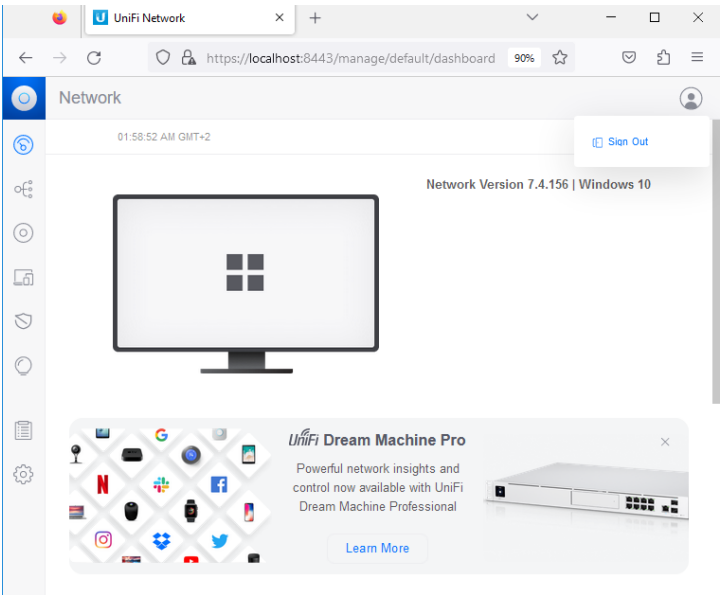 UniFi Network
https://localhost:8443/manage/default/dashboard
90%
Network
01:58:52 AM GMT+2
Sign Out
Network Version 7.4.156 | Windows 10
UniFi Dream Machine Pro
Powerful network insights and
control now available with UniFi
Dream Machine Professional
Learn More